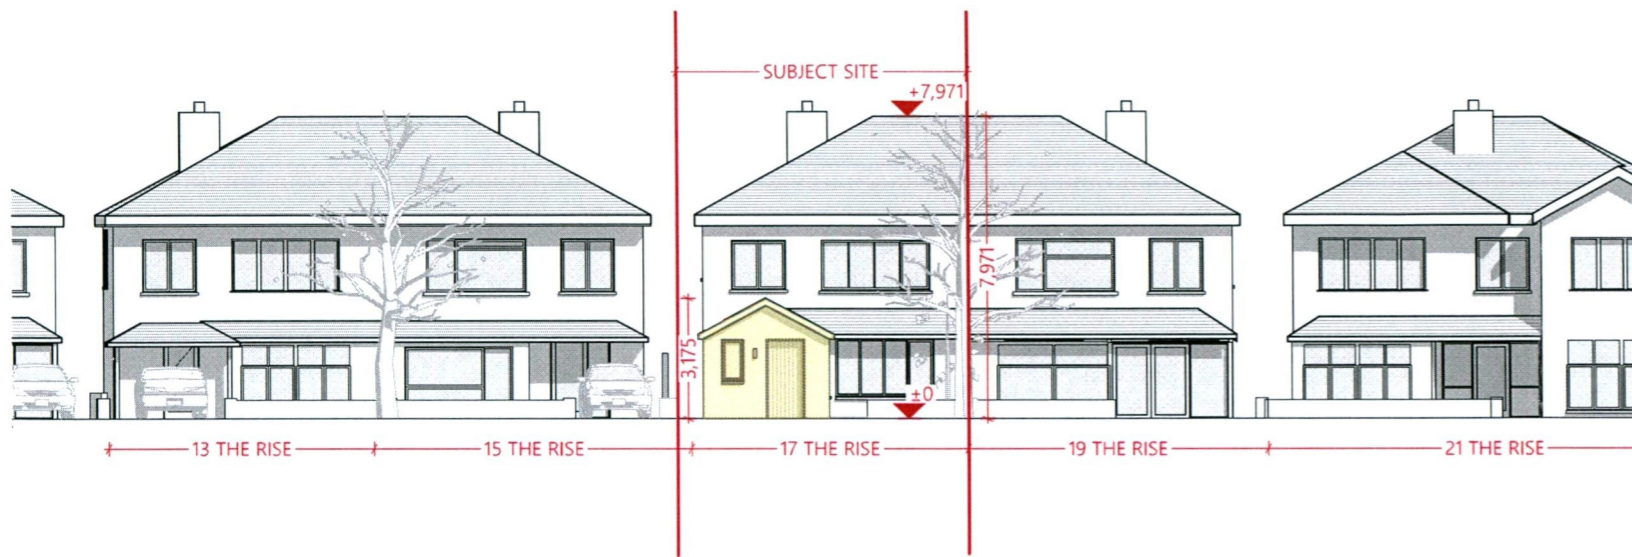 SUBJECT SITE
+7,971
7,971
3,175
±0
13 THE RISE
15 THE RISE
17 THE RISE
19 THE RISE
21 THE RISE